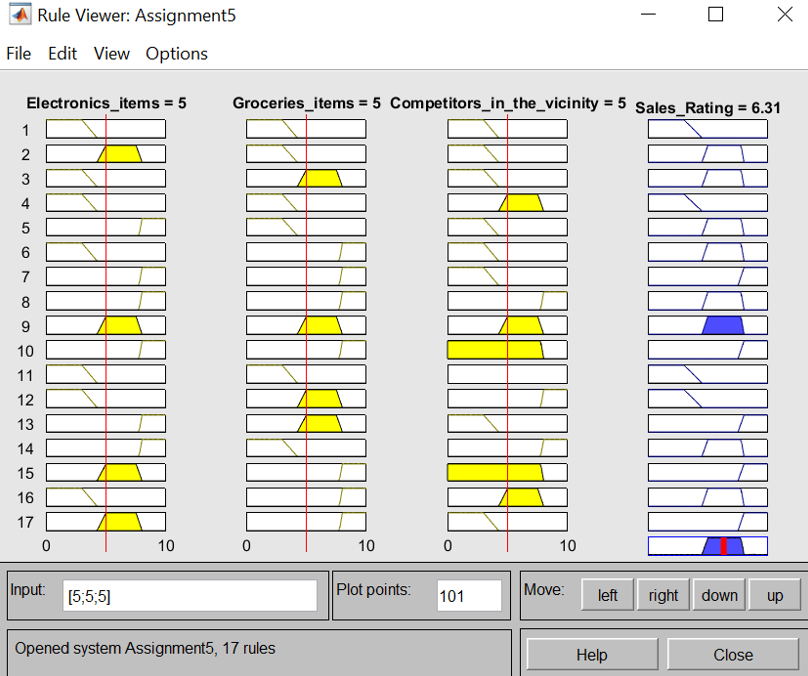 Rule Viewer: Assignment5
File Edit View Options
Electronics_items = 5 Groceries_items = 5 Competitors_in_the_vicinity = 5 Sales_Rating = 6.31
1
2
3
4
5
6
7
8
9
10
11
12
13
14
15
16
17
0 10 0 10 0 10
Input: [5;5;5] Plot points: 101 Move: left right down up
Opened system Assignment5, 17 rules Help Close